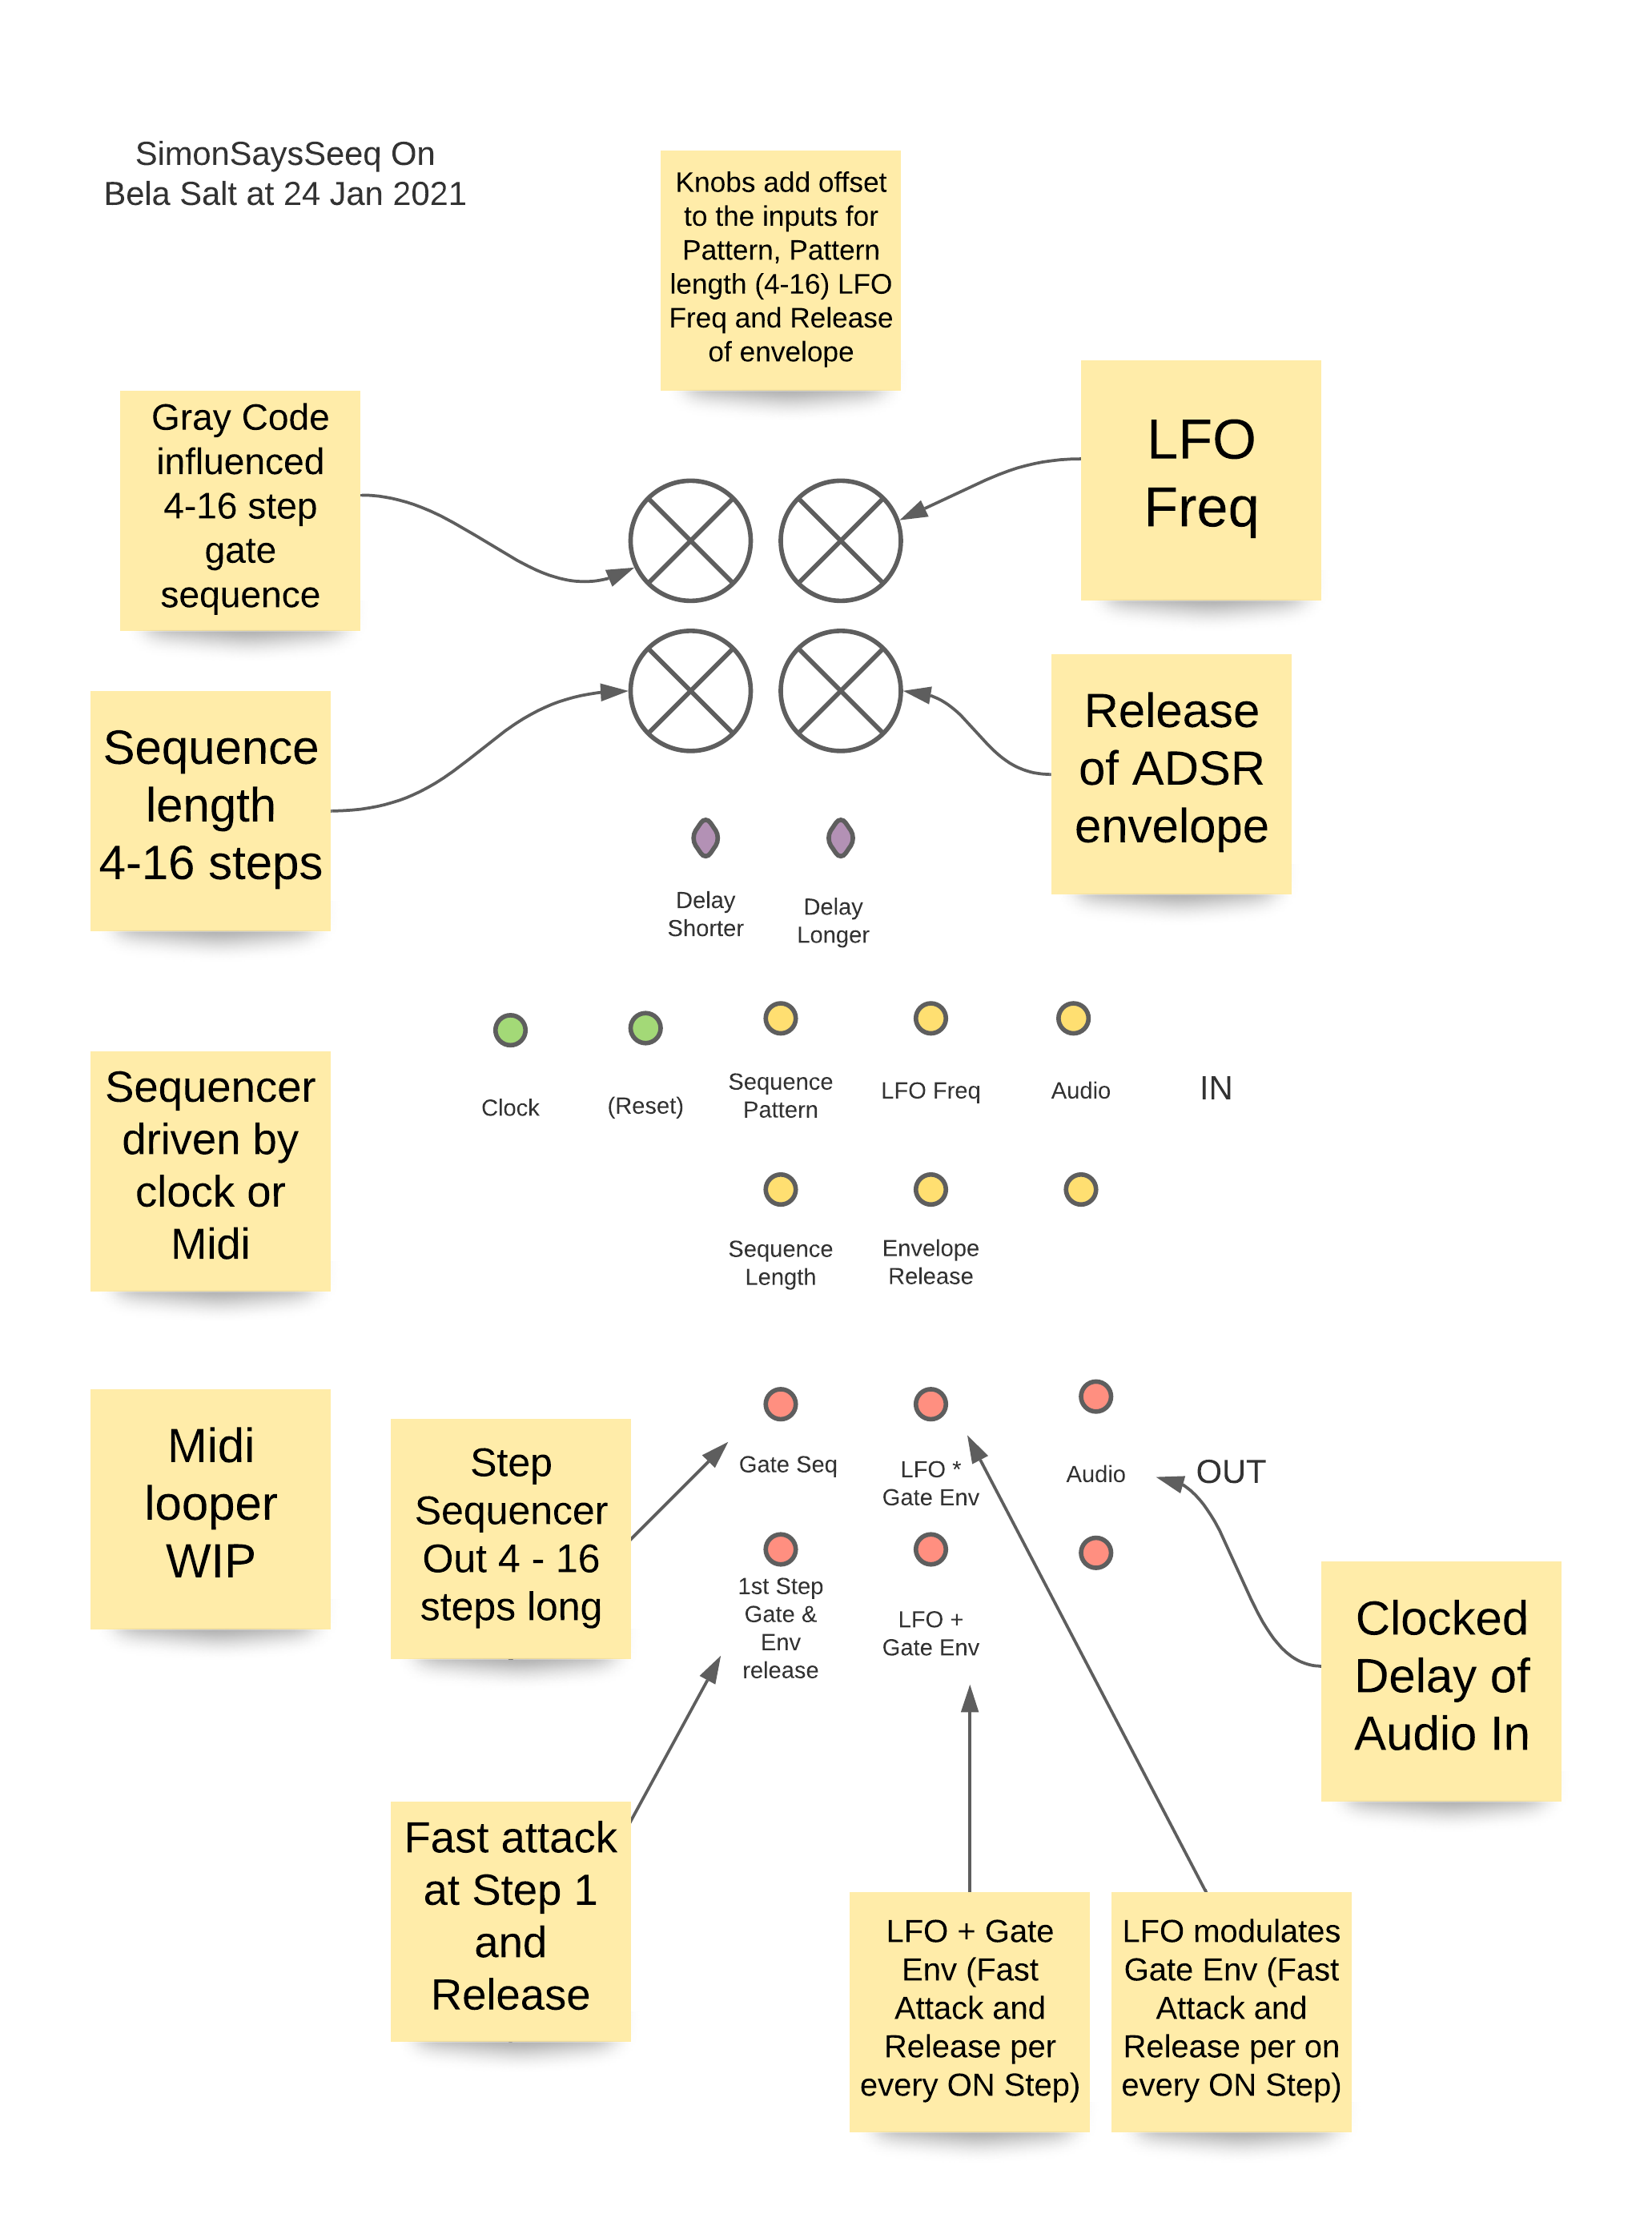 SimonSaysSeeq On
Bela Salt at 24 Jan 2021
Knobs add offset
to the inputs for
Pattern, Pattern
length (4-16) LFO
Freq and Release
of envelope
Gray Code
influenced
4-16 step
gate
sequence
LFO
Freq
Sequence
length
4-16 steps
Release
of ADSR
envelope
Delay
Shorter
Delay
Longer
Clock
(Reset)
Sequence
Pattern
LFO Freq
Audio
IN
Sequencer
driven by
clock or
Midi
Sequence
Length
Envelope
Release
Midi
looper
WIP
Step
Sequencer
Out 4 - 16
steps long
Gate Seq
LFO *
Gate Env
Audio
OUT
1st Step
Gate &
Env
release
LFO +
Gate Env
Clocked
Delay of
Audio In
Fast attack
at Step 1
and
Release
LFO + Gate
Env (Fast
Attack and
Release per
every ON Step)
LFO modulates
Gate Env (Fast
Attack and
Release per on
every ON Step)